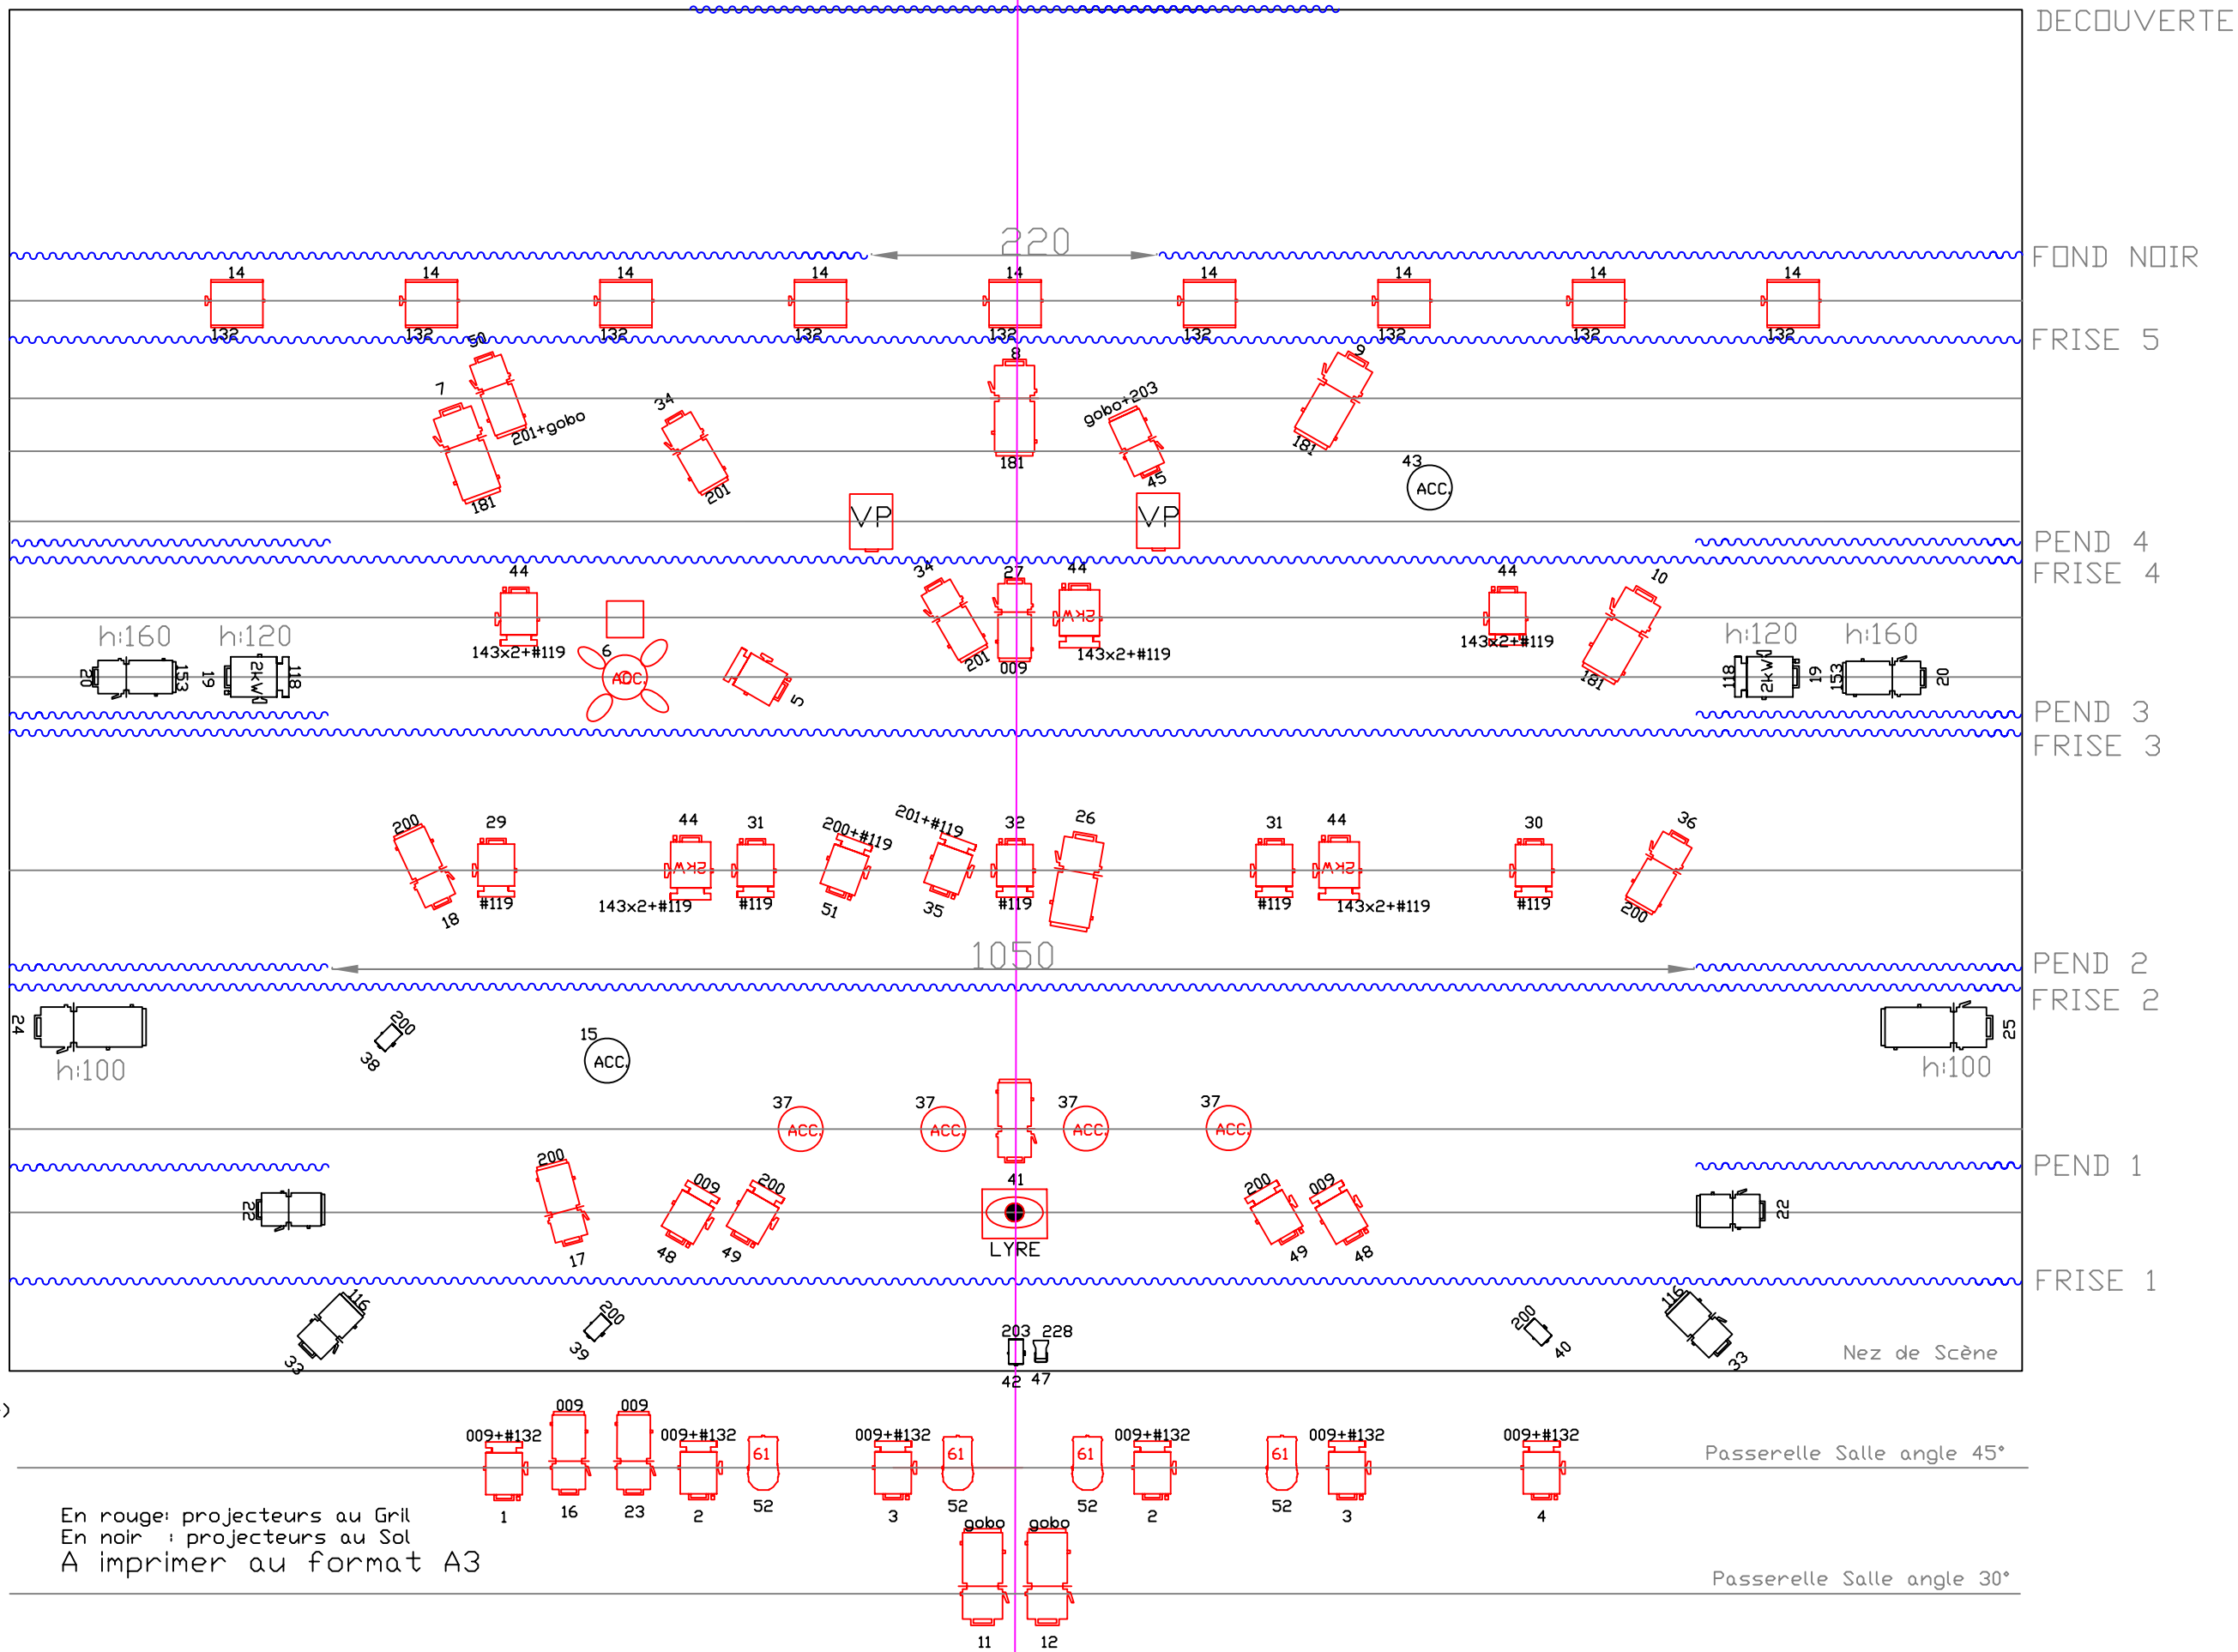 DECOUVERTE
220
FOND NOIR
14 14 14 14 14 14 14 14 14
132 132 132 132 132 132 132 132 132
FRISE 5
50 8 9
7 201+gobo 34 gobo+203
181 201 181 45 181
43
ACC.
VP VP
PEND 4
FRISE 4
44 34 27 44 44 10
143x2+#119 201 009 2kW 143x2+#119 143x2+#119 181
h:160 h:120 h:120 h:160
20 153 19 2kW 118 6 ACC. 5 118 2kW 19 153 20
PEND 3
FRISE 3
200 29 44 31 200+#119 201+#119 32 26 31 44 30 36
2kW 2kW
18 #119 143x2+#119 #119 51 35 #119 #119 143x2+#119 #119 200
1050
PEND 2
FRISE 2
24 200 15 25
h:100 38 ACC. h:100
37 37 37 37
ACC. ACC. ACC. ACC.
PEND 1
200 009 200 41 200 009
22 22
17 48 49 LYRE 49 48
FRISE 1
116 200 203 228 200 116
33 39 42 47 40 33
Nez de Scène
009 009
009+#132 009+#132 009+#132 009+#132 009+#132 009+#132
61 61 61 61
Passerelle Salle angle 45°
1 16 23 2 52 3 52 52 2 52 3 4
En rouge: projecteurs au Gril
En noir : projecteurs au Sol
A imprimer au format A3
gobo gobo
Passerelle Salle angle 30°
11 12